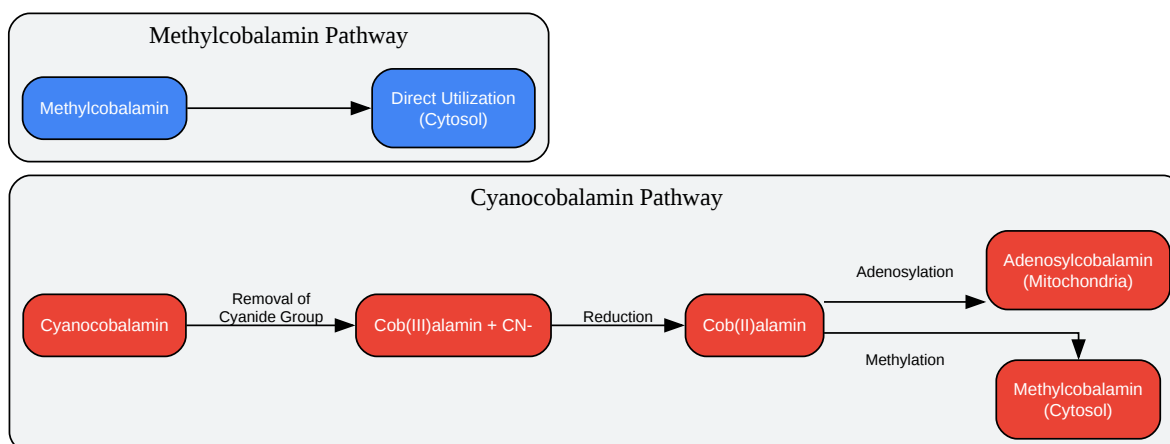 Methylcobalamin Pathway
Methylcobalamin
Direct Utilization
(Cytosol)
Cyanocobalamin Pathway
Cyanocobalamin
Removal of
Cyanide Group
Cob(III)alamin + CN-
Reduction
Cob(II)alamin
Adenosylation
Adenosylcobalamin
(Mitochondria)
Methylation
Methylcobalamin
(Cytosol)